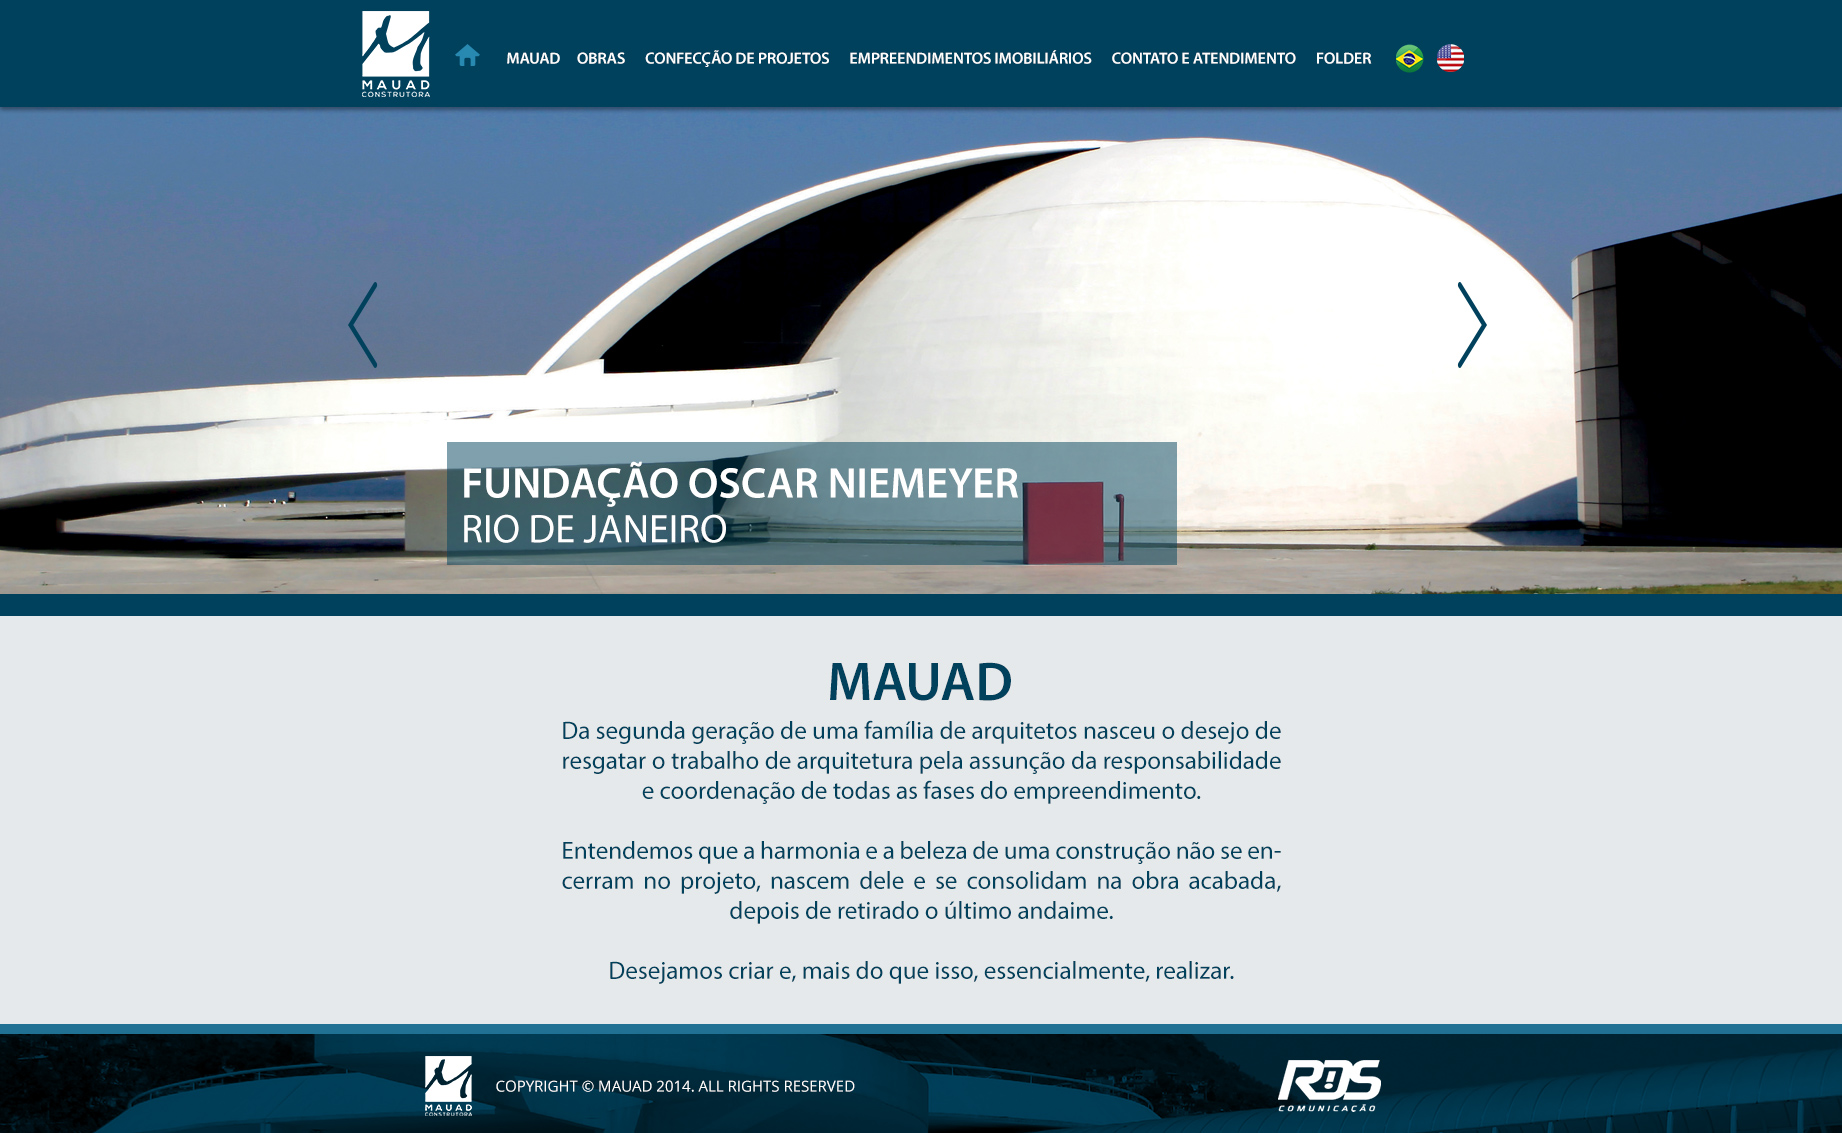 MAUAD
CONSTRUTORA
MAUAD OBRAS CONFECÇÃO DE PROJETOS EMPREENDIMENTOS IMOBILIÁRIOS CONTATO E ATENDIMENTO FOLDER
FUNDAÇÃO OSCAR NIEMEYER
RIO DE JANEIRO
MAUAD
Da segunda geração de uma família de arquitetos nasceu o desejo de
resgatar o trabalho de arquitetura pela assunção da responsabilidade
e coordenação de todas as fases do empreendimento.
Entendemos que a harmonia e a beleza de uma construção não se en-
cerram no projeto, nascem dele e se consolidam na obra acabada,
depois de retirado o último andaime.
Desejamos criar e, mais do que isso, essencialmente, realizar.
MAUAD
CONSTRUTORA
COPYRIGHT © MAUAD 2014. ALL RIGHTS RESERVED
RDS
COMUNICAÇÃO